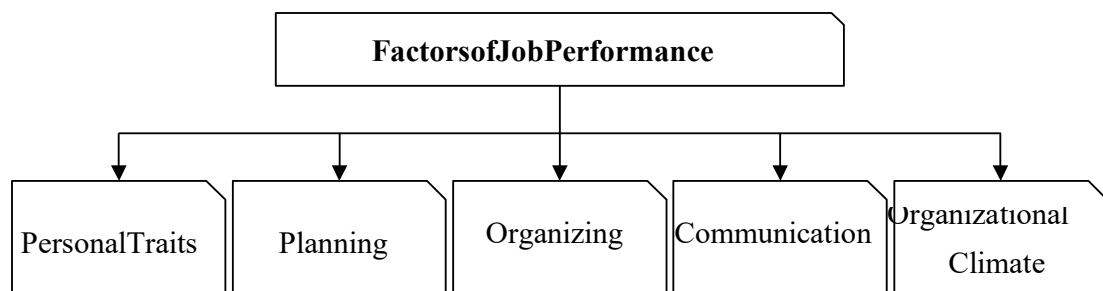 FactorsofJobPerformance
PersonalTraits
Planning
Organizing
Communication
Organizational
Climate